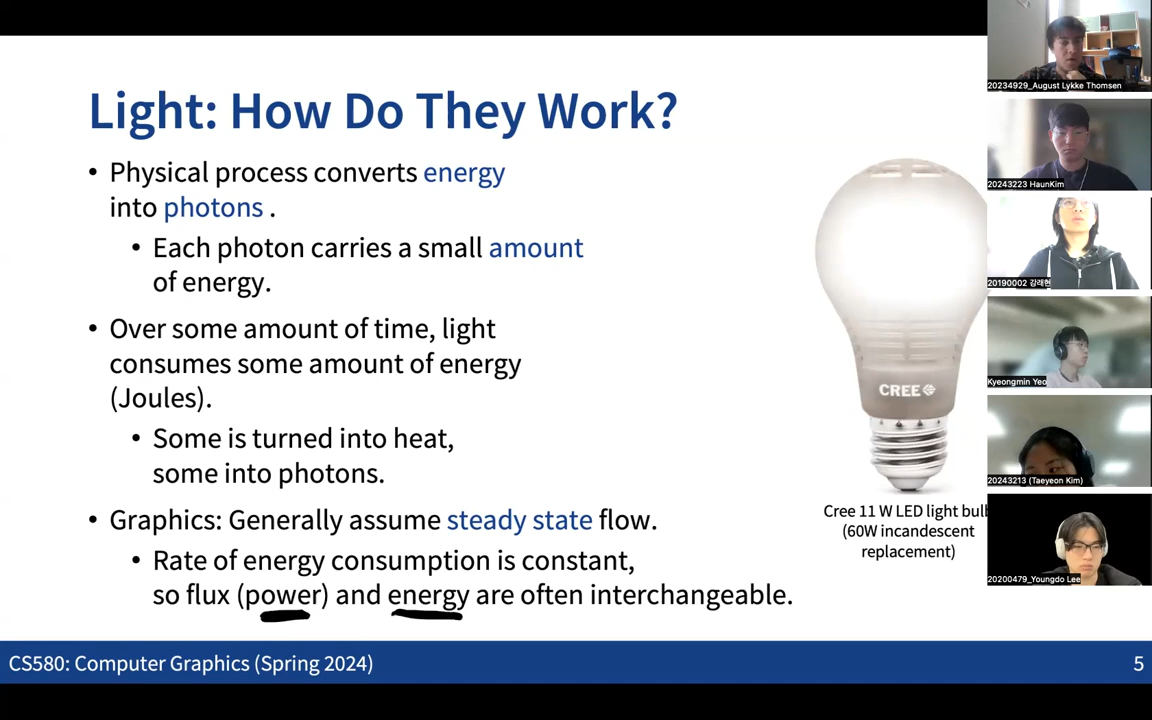 Light: How Do They Work?
• Physical process converts energy
into photons .
• Each photon carries a small amount
of energy.
• Over some amount of time, light
consumes some amount of energy
(Joules).
• Some is turned into heat,
some into photons.
• Graphics: Generally assume steady state flow.
• Rate of energy consumption is constant,
so flux (power) and energy are often interchangeable.
CREE
Cree 11 W LED light bulb
(60W incandescent
replacement)
CS580: Computer Graphics (Spring 2024)
5
20234929_August Lykke Thomsen
20243223 HaunKim
20190002 강래현
Kyeongmin Yeo
20243213 (Taeyeon Kim)
20200479_Youngdo Lee